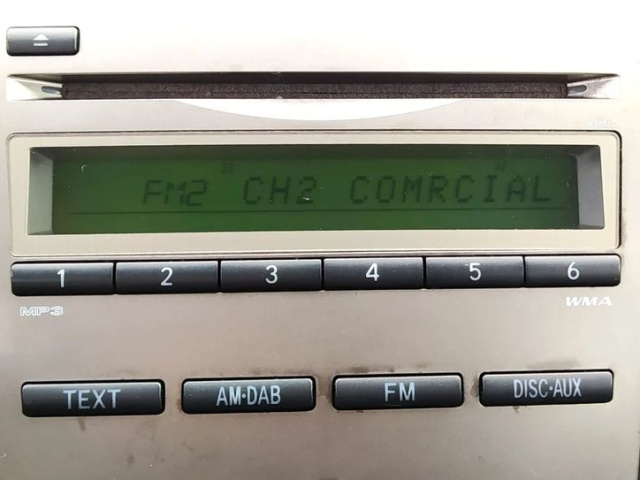 FM2 CH2 COMRCIAL
1 2 3 4 5 6
MP3 WMA
TEXT AM·DAB FM DISC·AUX